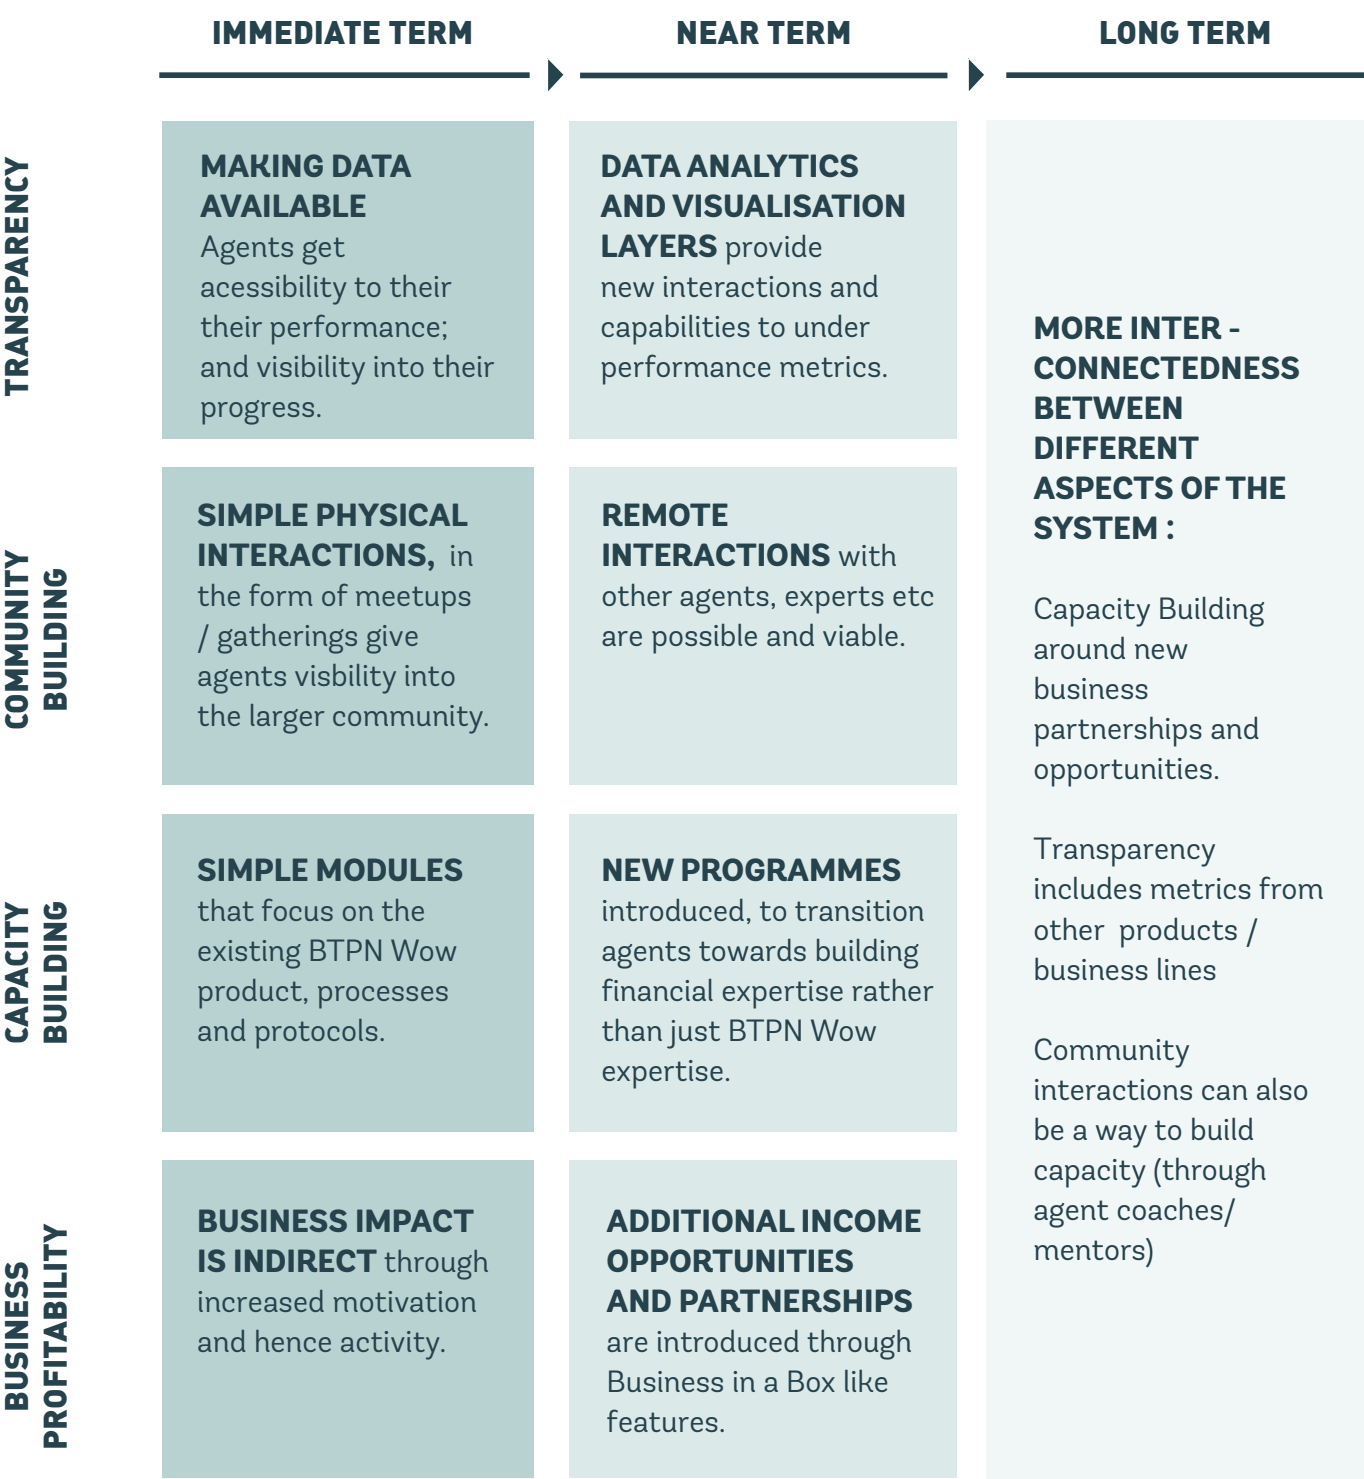 IMMEDIATE TERM
NEAR TERM
LONG TERM
TRANSPARENCY
MAKING DATA
AVAILABLE
Agents get
acessibility to their
their performance;
and visibility into their
progress.
DATA ANALYTICS
AND VISUALISATION
LAYERS provide
new interactions and
capabilities to under
performance metrics.
COMMUNITY
BUILDING
SIMPLE PHYSICAL
INTERACTIONS, in
the form of meetups
/ gatherings give
agents visbility into
the larger community.
REMOTE
INTERACTIONS with
other agents, experts etc
are possible and viable.
CAPACITY
BUILDING
SIMPLE MODULES
that focus on the
existing BTPN Wow
product, processes
and protocols.
NEW PROGRAMMES
introduced, to transition
agents towards building
financial expertise rather
than just BTPN Wow
expertise.
BUSINESS
PROFITABILITY
BUSINESS IMPACT
IS INDIRECT through
increased motivation
and hence activity.
ADDITIONAL INCOME
OPPORTUNITIES
AND PARTNERSHIPS
are introduced through
Business in a Box like
features.
MORE INTER -
CONNECTEDNESS
BETWEEN
DIFFERENT
ASPECTS OF THE
SYSTEM :
Capacity Building
around new
business
partnerships and
opportunities.
Transparency
includes metrics from
other products /
business lines
Community
interactions can also
be a way to build
capacity (through
agent coaches/
mentors)